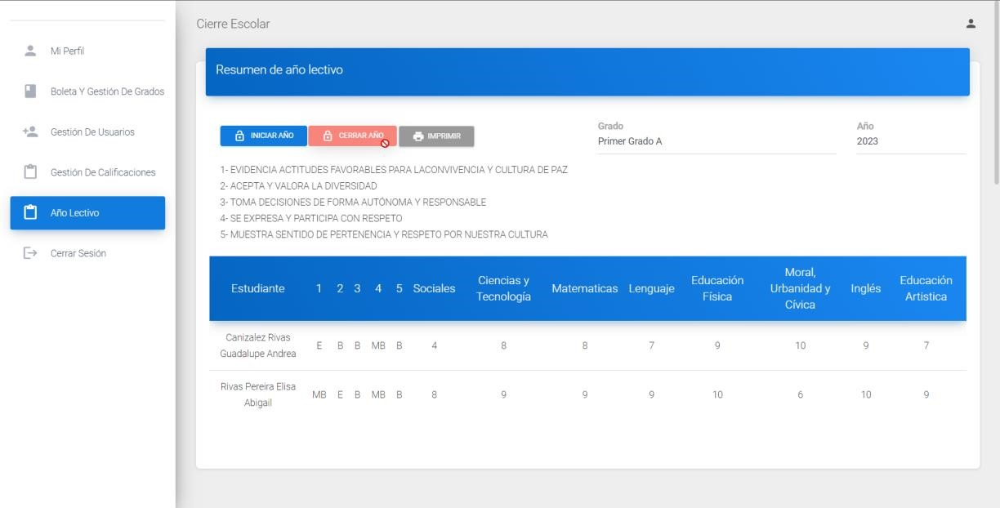 Cierre Escolar
Mi Perfil
Boleta Y Gestión De Grados
Gestión De Usuarios
Gestión De Calificaciones
Año Lectivo
Cerrar Sesión
Resumen de año lectivo
INICIAR AÑO CERRAR AÑO IMPRIMIR
Grado
Primer Grado A
Año
2023
1- EVIDENCIA ACTITUDES FAVORABLES PARA LACONVIVENCIA Y CULTURA DE PAZ
2- ACEPTA Y VALORA LA DIVERSIDAD
3- TOMA DECISIONES DE FORMA AUTÓNOMA Y RESPONSABLE
4- SE EXPRESA Y PARTICIPA CON RESPETO
5- MUESTRA SENTIDO DE PERTENENCIA Y RESPETO POR NUESTRA CULTURA
Estudiante 1 2 3 4 5 Sociales
Ciencias y
Tecnología
Matematicas Lenguaje
Educación
Física
Moral,
Urbanidad y
Cívica
Inglés
Educación
Artistica
Canizalez Rivas
Guadalupe Andrea
E B B MB B 4 8 8 7 9 10 9 7
Rivas Pereira Elisa
Abigail
MB E B MB B 8 9 9 9 10 6 10 9